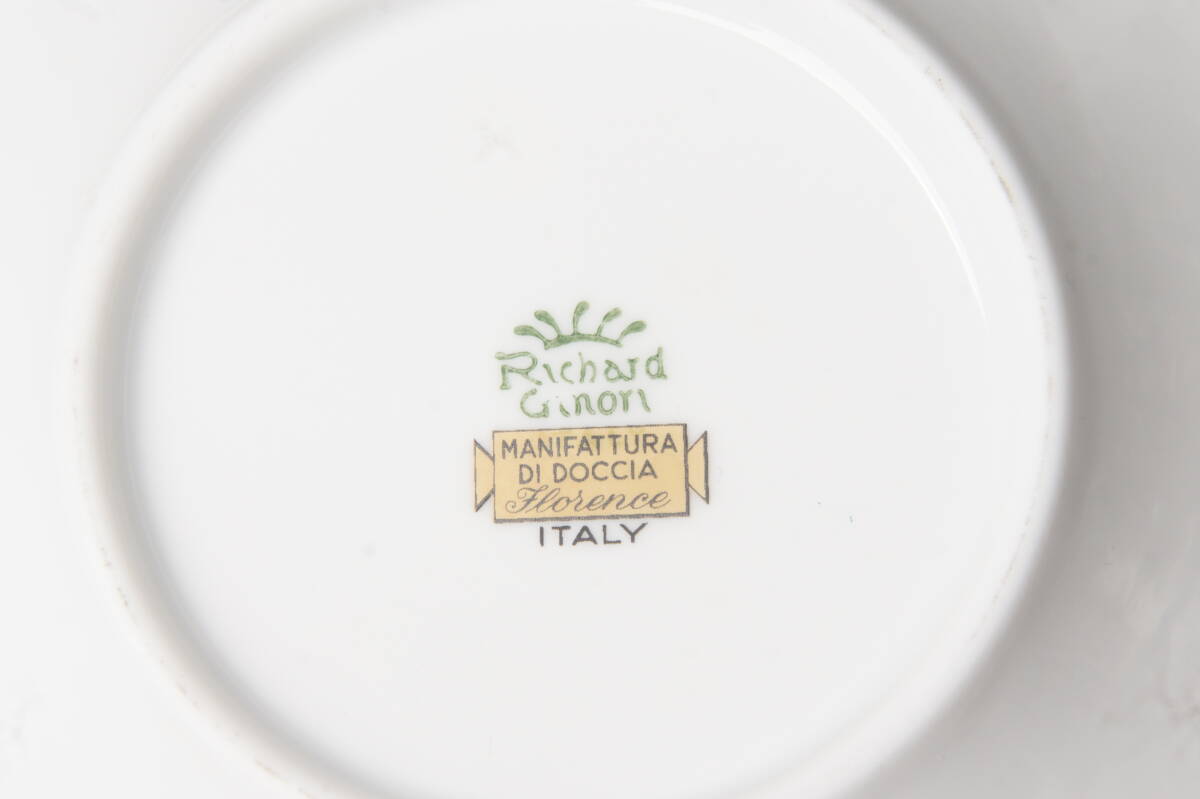 Richard
Ginori
MANIFATTURA
DI DOCCIA
Florence
ITALY